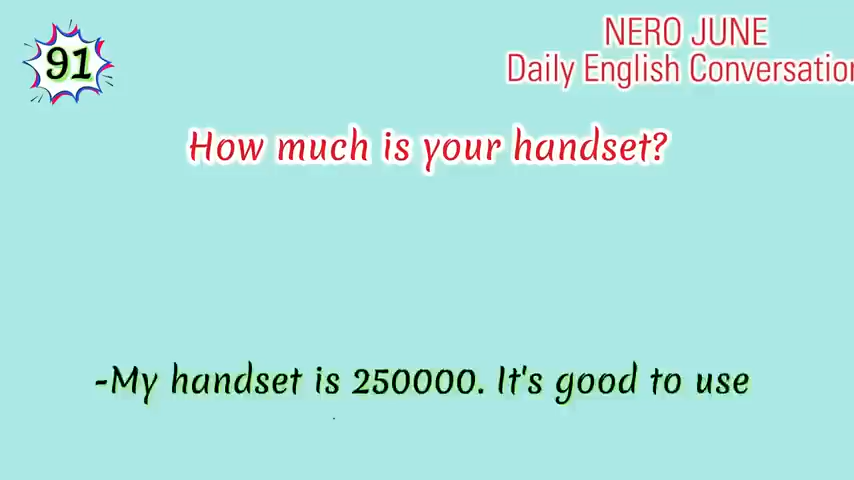 91
NERO JUNE
Daily English Conversation
How much is your handset?
-My handset is 250000. It's good to use